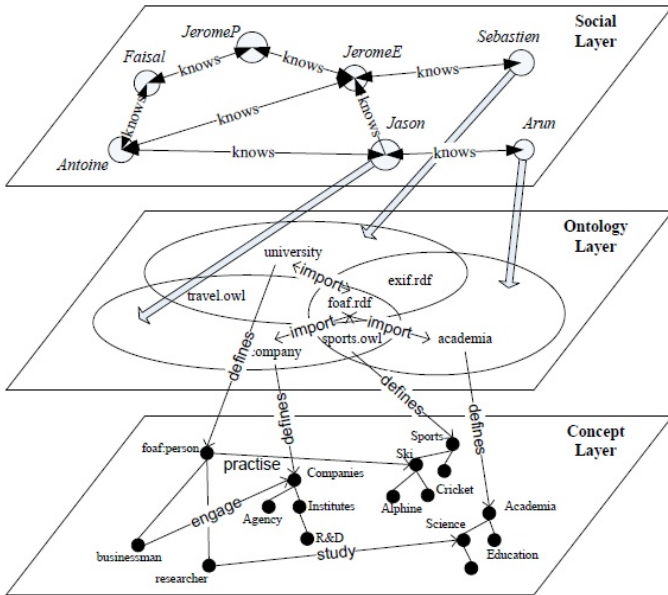 Social
Layer
JeromeP
Sebastien
Faisal
JeromeE
knows
knows
knows
knows
knows
knows
Jason
Arun
Antoine
knows
knows
Ontology
Layer
university
import
exif.rdf
travel.owl
foaf.rdf
import
import
company
sports.owl
academia
defines
defines
defines
defines
Concept
Layer
Sports
foaf:person
Ski
practise
Companies
Cricket
Alphine
Academia
engage
Agency
Institutes
Science
R&D
Education
businessman
study
researcher